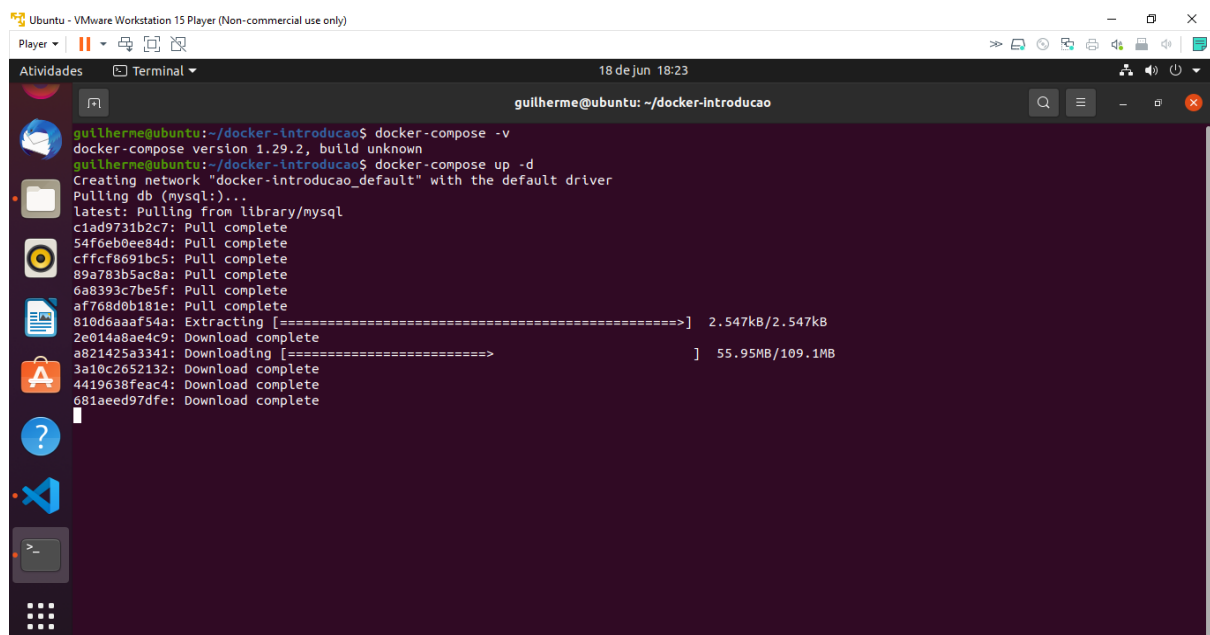 Ubuntu - VMware Workstation 15 Player (Non-commercial use only)
Player
Atividades Terminal 18 de jun 18:23
guilherme@ubuntu: ~/docker-introducao
guilherme@ubuntu:~/docker-introducao$ docker-compose -v
docker-compose version 1.29.2, build unknown
guilherme@ubuntu:~/docker-introducao$ docker-compose up -d
Creating network "docker-introducao_default" with the default driver
Pulling db (mysql:)...
latest: Pulling from library/mysql
c1ad9731b2c7: Pull complete
54f6eb0ee84d: Pull complete
cffcf8691bc5: Pull complete
89a783b5ac8a: Pull complete
6a8393c7be5f: Pull complete
af768d0b181e: Pull complete
810d6aaaf54a: Extracting [==================================================>] 2.547kB/2.547kB
2e014a8ae4c9: Download complete
a821425a3341: Downloading [=========================> ] 55.95MB/109.1MB
3a10c2652132: Download complete
4419638feac4: Download complete
681aeed97dfe: Download complete